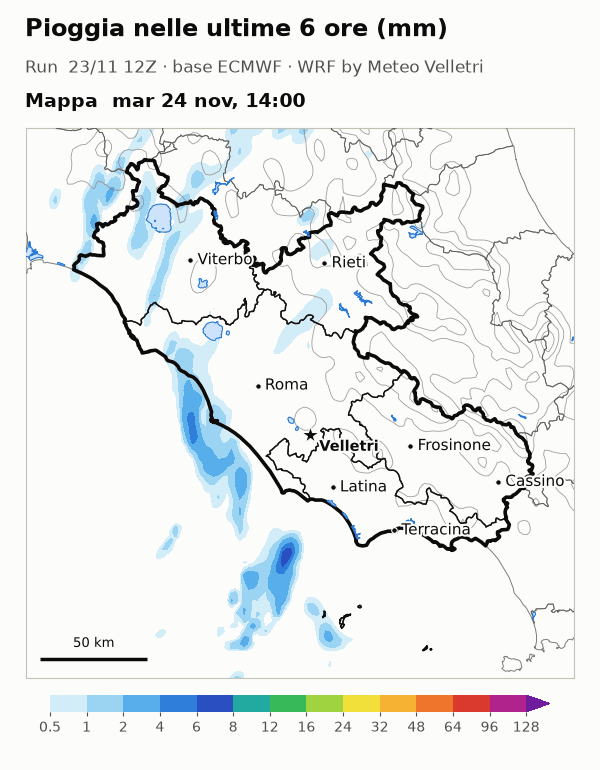 Pioggia nelle ultime 6 ore (mm)
Run  23/11 12Z · base ECMWF · WRF by Meteo Velletri
Mappa  mar 24 nov, 14:00
Viterbo
Rieti
Roma
Velletri
Frosinone
Cassino
Latina
Terracina
50 km
0.5 1 2 4 6 8 12 16 24 32 48 64 96 128